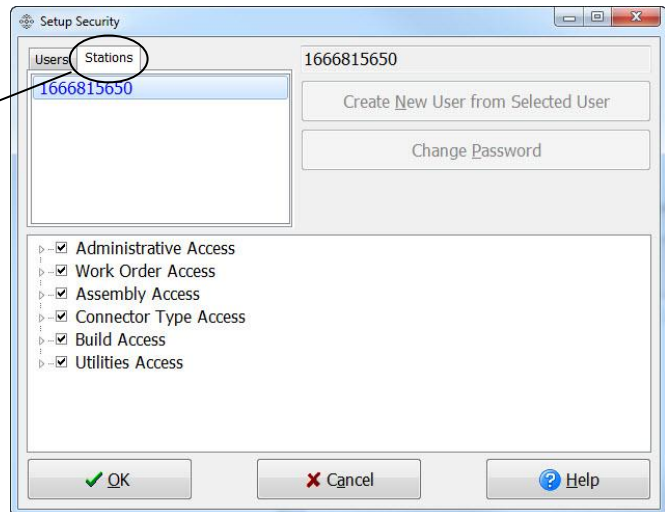 Setup Security
Users Stations
1666815650
1666815650
Create New User from Selected User
Change Password
Administrative Access
Work Order Access
Assembly Access
Connector Type Access
Build Access
Utilities Access
OK Cancel Help